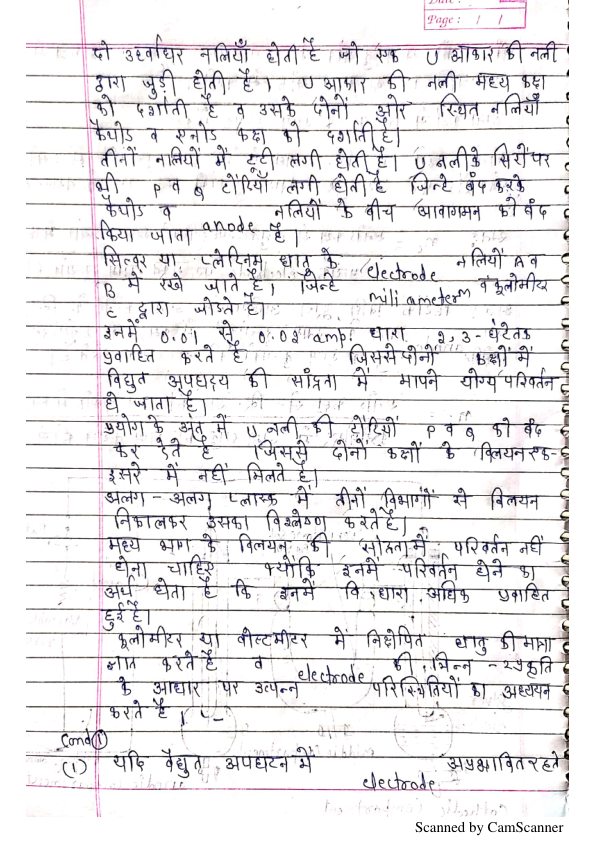 Date :
Page : / /
दो उर्ध्वाधर नलियाँ होती है जो एक U आकार की नली
द्वारा जुड़ी होती है। U आकार की नली मध्य कक्ष
को दर्शाती है व उसके दोनों ओर स्थित नलियाँ
कैथोड व एनोड कक्ष को दर्शाती है।
तीनों नलियों में टूटी लगी होती है। U नली के सिरों पर
भी P व Q टोंटियाँ लगी होती है जिन्हे बंद करके
कैथोड व anode नलियों के बीच आवागमन को बंद
किया जाता है।
सिल्वर या प्लेटिनम धातु के electrode नलियों A व
B में रखे जाते है। जिन्हे mili ameterm व कूलोमीटर
C द्वारा जोडते है।
इनमें 0.01 से 0.02 amp. धारा 2,3- घंटे तक
प्रवाहित करते है जिससे दोनों कक्षों में
विद्युत अपघट्य की सांद्रता में मापने योग्य परिवर्तन
हो जाता है।
प्रयोग के अंत में U नली की टोंटियों P व Q को बंद
कर देते है जिससे दोनों कक्षों के विलयन एक-
दूसरे में नहीं मिलते है।
अलग - अलग फ्लास्क में तीनों विभागों से विलयन
निकालकर उसका विश्लेषण करते है।
मध्य भाग के विलयन की सांद्रता में परिवर्तन नहीं
होना चाहिए क्योंकि इनमें परिवर्तन होने का
अर्थ होता है कि इनमें वि. धारा अधिक प्रवाहित
हुई है।
कूलोमीटर या वोल्टमीटर में निक्षेपित धातु की मात्रा
ज्ञात करते है व electrode की भिन्न - प्रकृति
के आधार पर उत्पन्न परिस्थितियों का अध्ययन
करते है।
Cond ①
(1) यदि वैद्युत अपघटन में electrode अप्रभावित रहते
Scanned by CamScanner